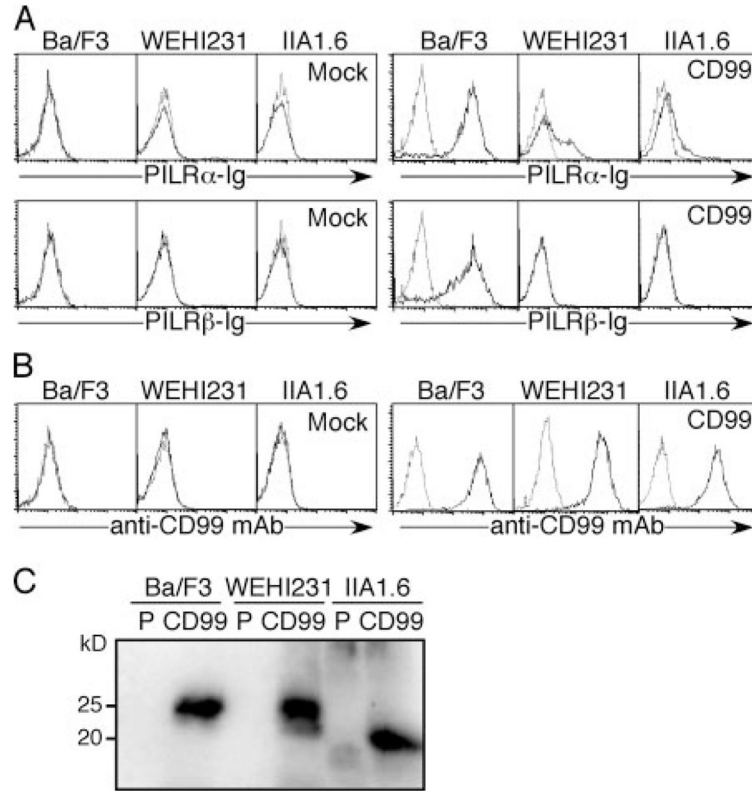 A
Ba/F3 WEHI231 IIA1.6 Ba/F3 WEHI231 IIA1.6
Mock CD99
PILRα-Ig PILRα-Ig
Mock CD99
PILRβ-Ig PILRβ-Ig
B
Ba/F3 WEHI231 IIA1.6 Ba/F3 WEHI231 IIA1.6
Mock CD99
anti-CD99 mAb anti-CD99 mAb
C
Ba/F3 WEHI231 IIA1.6
P CD99 P CD99 P CD99
kD
25
20